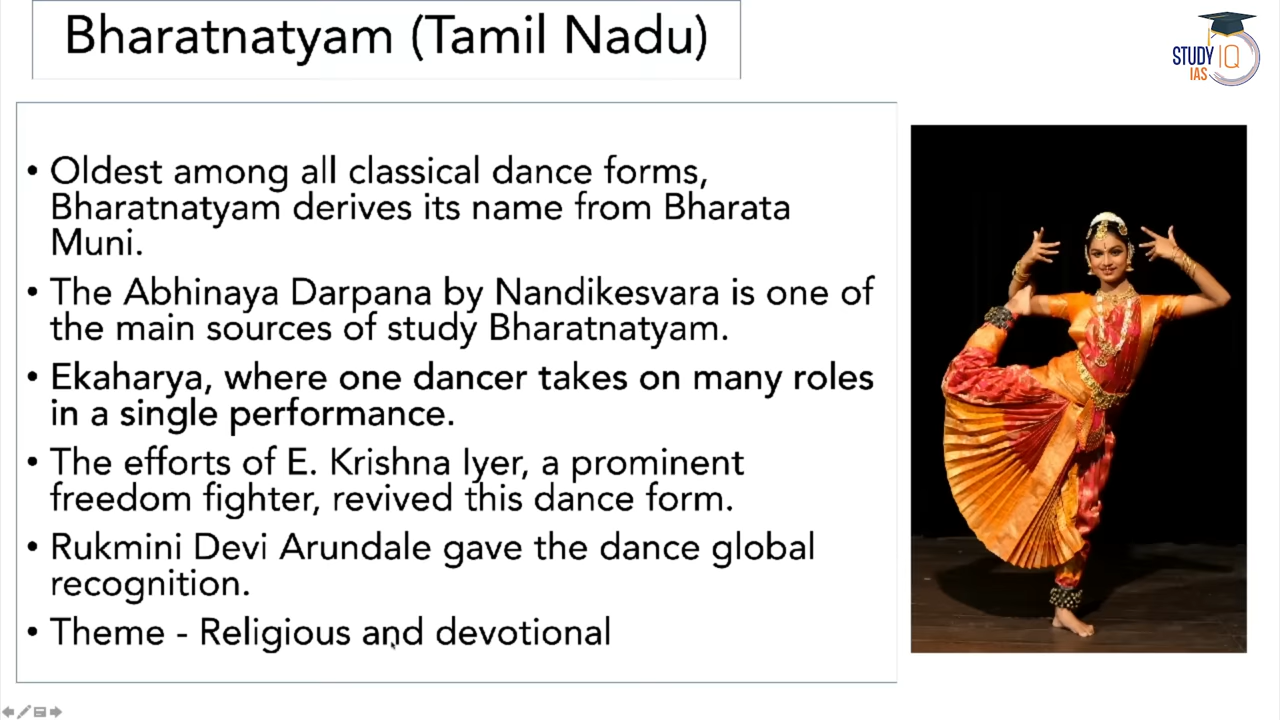 Bharatnatyam (Tamil Nadu)
STUDY IQ
IAS
• Oldest among all classical dance forms,
Bharatnatyam derives its name from Bharata
Muni.
• The Abhinaya Darpana by Nandikesvara is one of
the main sources of study Bharatnatyam.
• Ekaharya, where one dancer takes on many roles
in a single performance.
• The efforts of E. Krishna Iyer, a prominent
freedom fighter, revived this dance form.
• Rukmini Devi Arundale gave the dance global
recognition.
• Theme - Religious and devotional